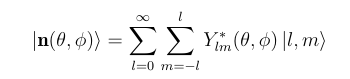 |𝐧(θ, ϕ)⟩ = ∑_{l=0}^{∞} ∑_{m=−l}^{l} Y*_{lm}(θ, ϕ) |l, m⟩